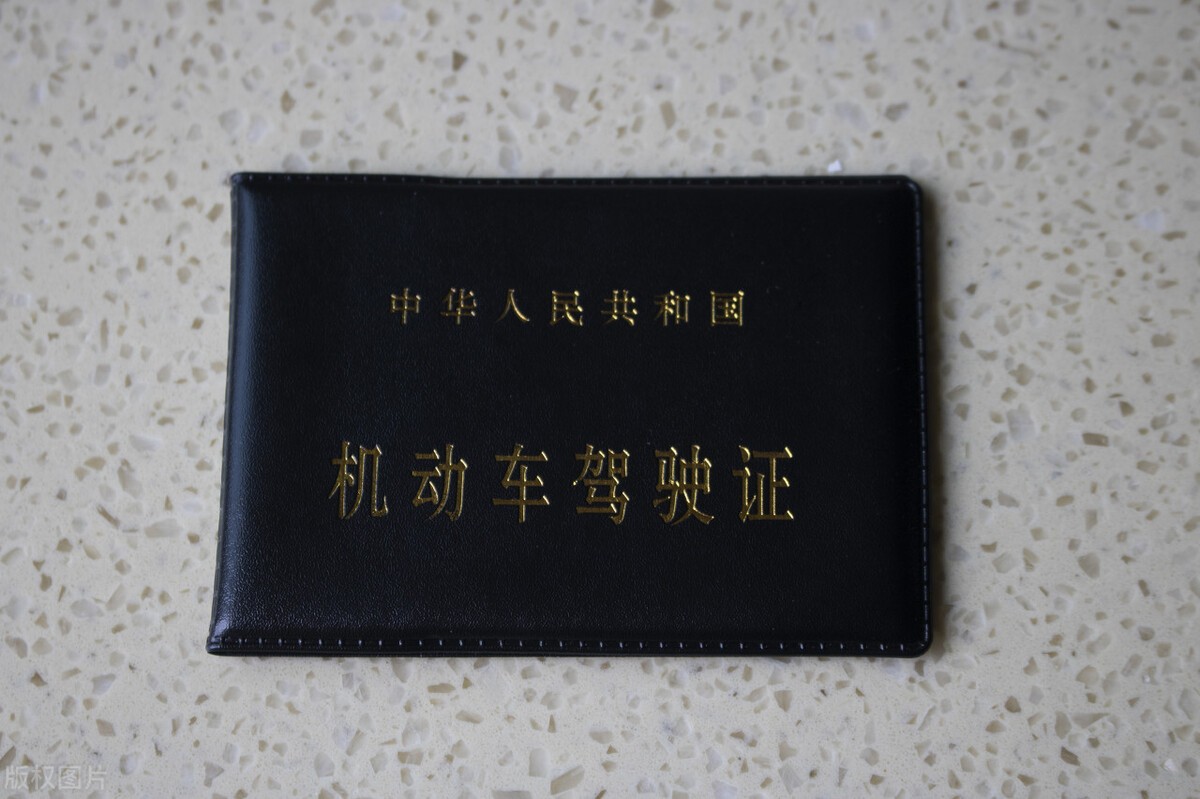 中华人民共和国
机动车驾驶证
版权图片